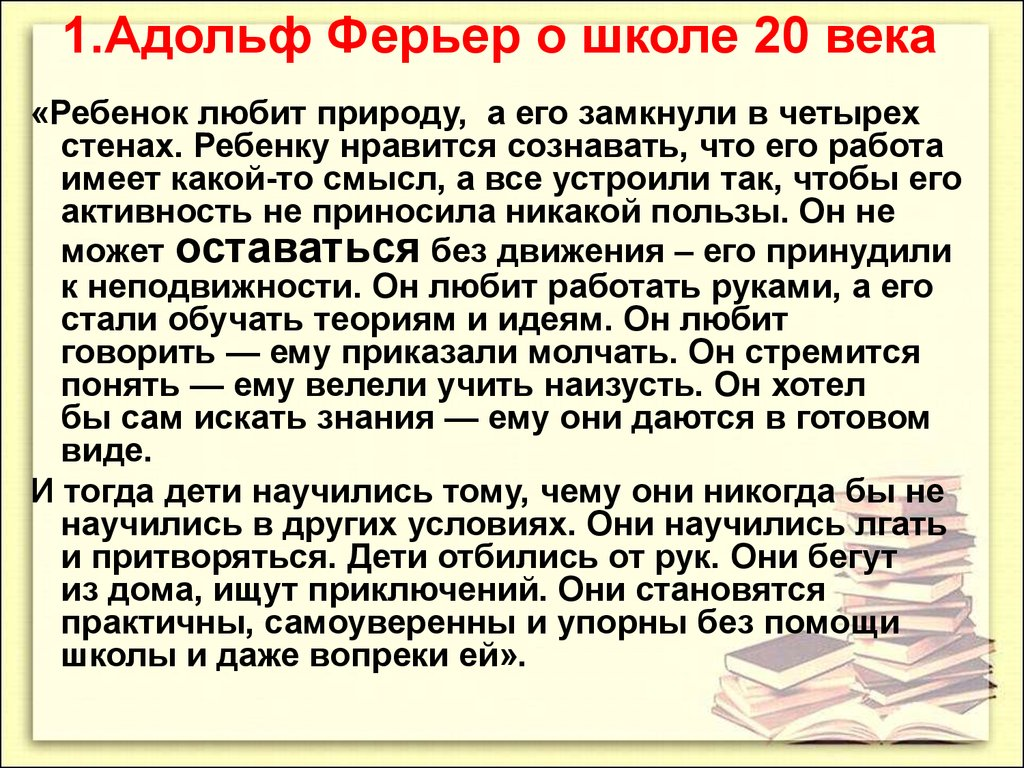 1.Адольф Ферьер о школе 20 века
«Ребенок любит природу, а его замкнули в четырех
стенах. Ребенку нравится сознавать, что его работа
имеет какой-то смысл, а все устроили так, чтобы его
активность не приносила никакой пользы. Он не
может оставаться без движения – его принудили
к неподвижности. Он любит работать руками, а его
стали обучать теориям и идеям. Он любит
говорить — ему приказали молчать. Он стремится
понять — ему велели учить наизусть. Он хотел
бы сам искать знания — ему они даются в готовом
виде.
И тогда дети научились тому, чему они никогда бы не
научились в других условиях. Они научились лгать
и притворяться. Дети отбились от рук. Они бегут
из дома, ищут приключений. Они становятся
практичны, самоуверенны и упорны без помощи
школы и даже вопреки ей».